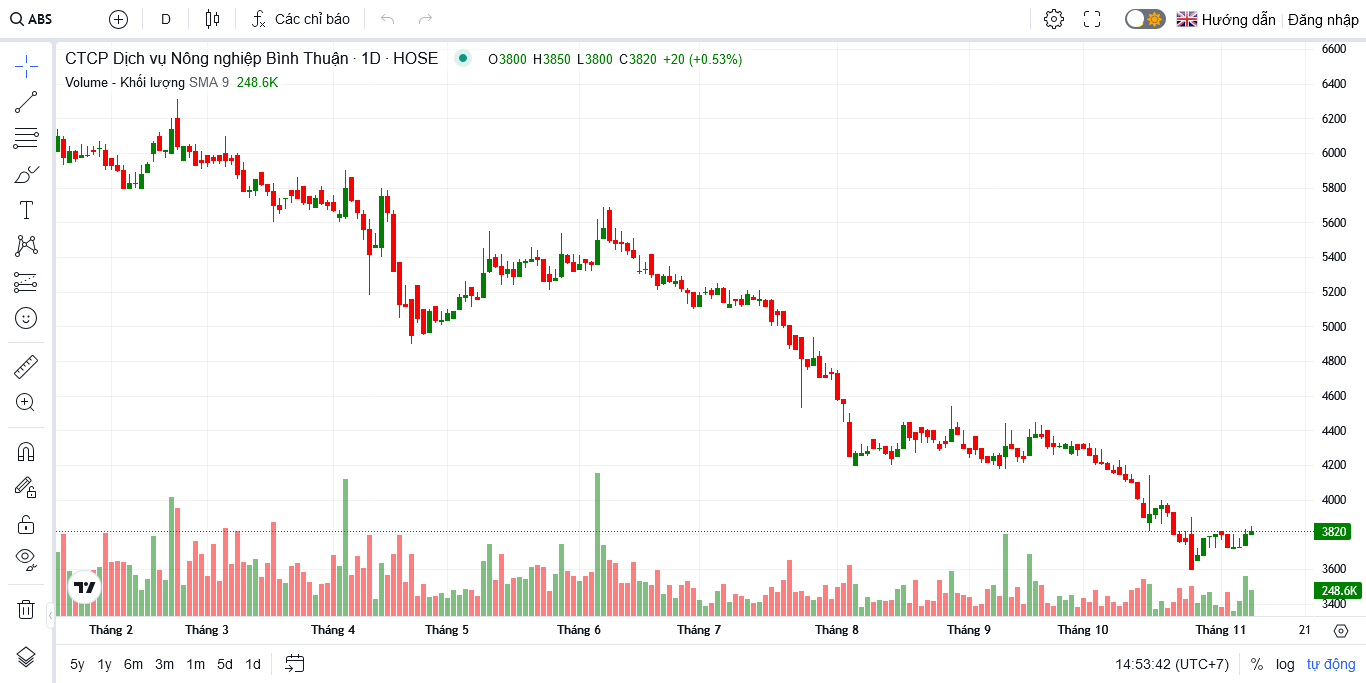 ABS D Các chỉ báo Hướng dẫn Đăng nhập
CTCP Dịch vụ Nông nghiệp Bình Thuận · 1D · HOSE O3800 H3850 L3800 C3820 +20 (+0.53%)
Volume - Khối lượng SMA 9 248.6K
6600
6400
6200
6000
5800
5600
5400
5200
5000
4800
4600
4400
4200
4000
3820
3600
248.6K
3400
Tháng 2 Tháng 3 Tháng 4 Tháng 5 Tháng 6 Tháng 7 Tháng 8 Tháng 9 Tháng 10 Tháng 11 21
5y 1y 6m 3m 1m 5d 1d 14:53:42 (UTC+7) % log tự động